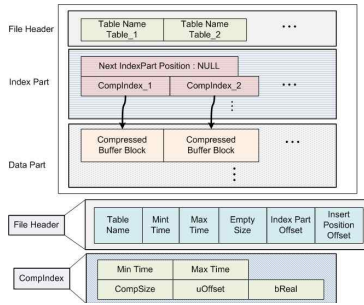 File Header
Table Name
Table_1
Table Name
Table_2
...
Index Part
Next IndexPart Position : NULL
CompIndex_1
CompIndex_2
...
Data Part
Compressed
Buffer Block
Compressed
Buffer Block
...
File Header
Table
Name
Mint
Time
Max
Time
Empty
Size
Index Part
Offset
Insert
Position
Offset
CompIndex
Min Time
Max Time
CompSize
uOffset
bReal